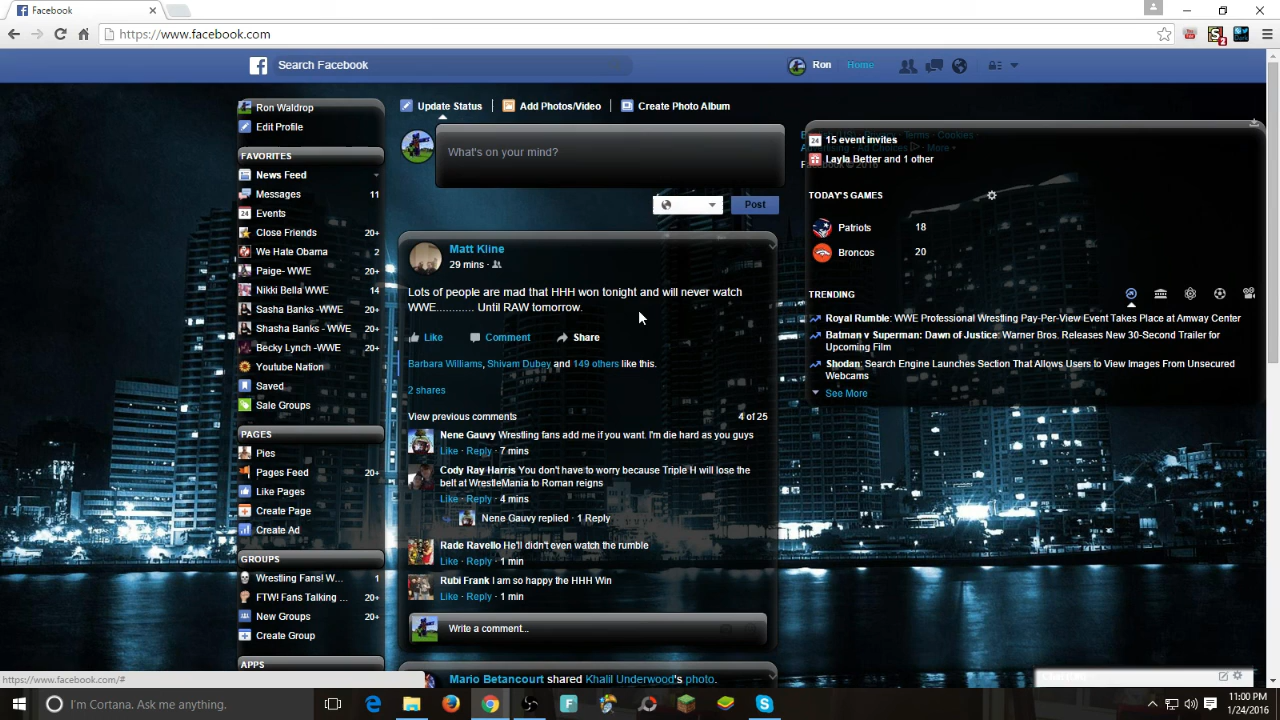 Facebook
https://www.facebook.com
Search Facebook
Ron
Home
Ron Waldrop
Edit Profile
FAVORITES
News Feed
Messages 11
Events
Close Friends 20+
We Hate Obama 2
Paige- WWE 20+
Nikki Bella WWE 14
Sasha Banks -WWE 20+
Shasha Banks - WWE 20+
Becky Lynch -WWE 20+
Youtube Nation
Saved
Sale Groups
PAGES
Pies
Pages Feed 20+
Like Pages
Create Page
Create Ad
GROUPS
Wrestling Fans! W... 1
FTW! Fans Talking ... 20+
New Groups 20+
Create Group
APPS
Update Status
Add Photos/Video
Create Photo Album
What's on your mind?
Post
Matt Kline
29 mins ·
Lots of people are mad that HHH won tonight and will never watch
WWE............ Until RAW tomorrow.
Like Comment Share
Barbara Williams, Shivam Dubey and 149 others like this.
2 shares
View previous comments 4 of 25
Nene Gauvy Wrestling fans add me if you want. I'm die hard as you guys
Like · Reply · 7 mins
Cody Ray Harris You don't have to worry because Triple H will lose the
belt at WrestleMania to Roman reigns
Like · Reply · 4 mins
Nene Gauvy replied · 1 Reply
Rade Ravello He'll didn't even watch the rumble
Like · Reply · 1 min
Rubi Frank I am so happy the HHH Win
Like · Reply · 1 min
Write a comment...
Mario Betancourt shared Khalil Underwood's photo.
Privacy · Terms · Cookies
Advertising · Ad Choices · More
Facebook © 2016
24 15 event invites
Layla Better and 1 other
TODAY'S GAMES
Patriots 18
Broncos 20
TRENDING
Royal Rumble: WWE Professional Wrestling Pay-Per-View Event Takes Place at Amway Center
Batman v Superman: Dawn of Justice: Warner Bros. Releases New 30-Second Trailer for
Upcoming Film
Shodan: Search Engine Launches Section That Allows Users to View Images From Unsecured
Webcams
See More
https://www.facebook.com/#
I'm Cortana. Ask me anything.
11:00 PM
1/24/2016